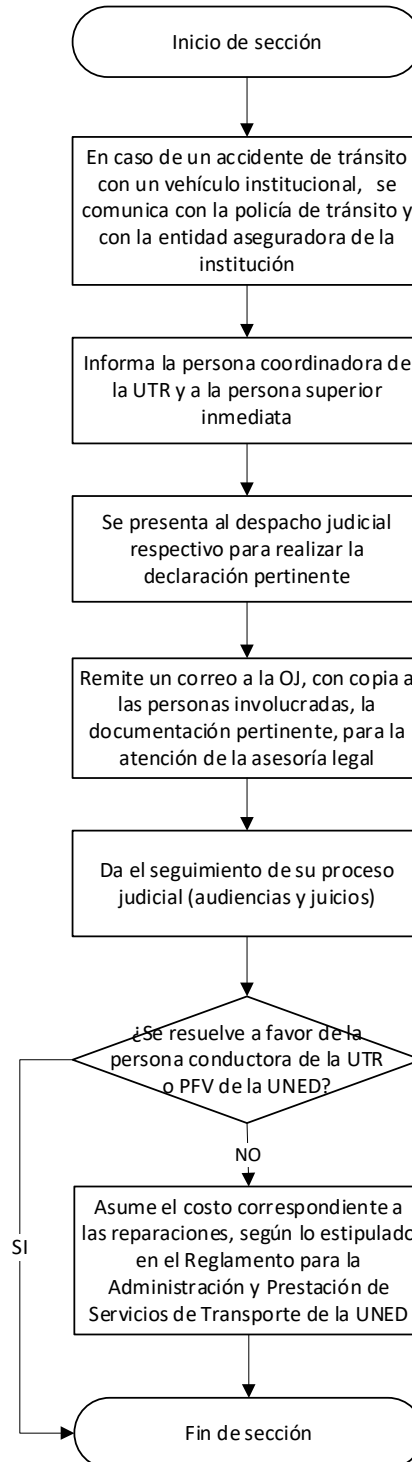 Inicio de sección
En caso de un accidente de tránsito
con un vehículo institucional, se
comunica con la policía de tránsito y
con la entidad aseguradora de la
institución
Informa la persona coordinadora de
la UTR y a la persona superior
inmediata
Se presenta al despacho judicial
respectivo para realizar la
declaración pertinente
Remite un correo a la OJ, con copia a
las personas involucradas, la
documentación pertinente, para la
atención de la asesoría legal
Da el seguimiento de su proceso
judicial (audiencias y juicios)
¿Se resuelve a favor de la
persona conductora de la UTR
o PFV de la UNED?
NO
SI
Asume el costo correspondiente a
las reparaciones, según lo estipulado
en el Reglamento para la
Administración y Prestación de
Servicios de Transporte de la UNED
Fin de sección